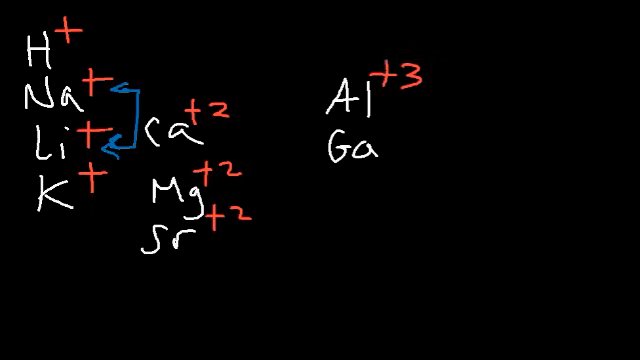 H+
Na+
Li+
K+
Ca+2
Mg+2
Sr+2
Al+3
Ga